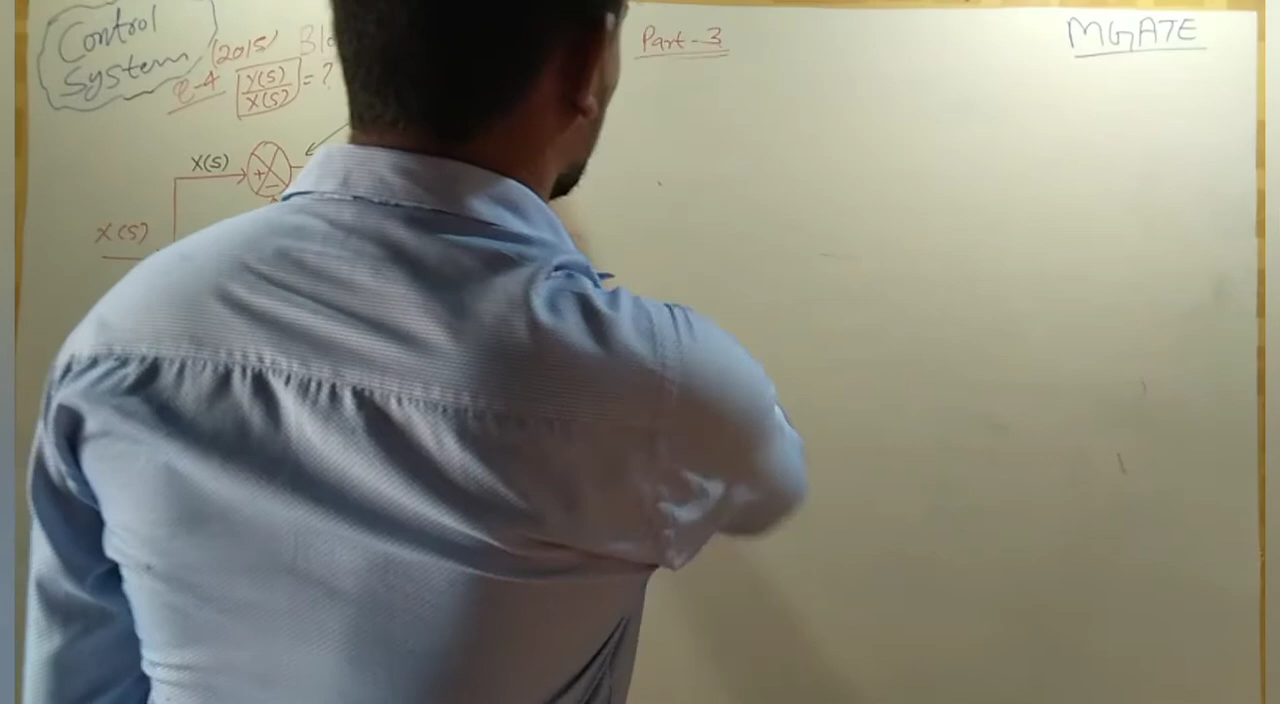 Control
System
(2015)
Part-3
MGATE
Q-4
Y(S)
X(S)
= ?
X(S)
+
-
X(S)